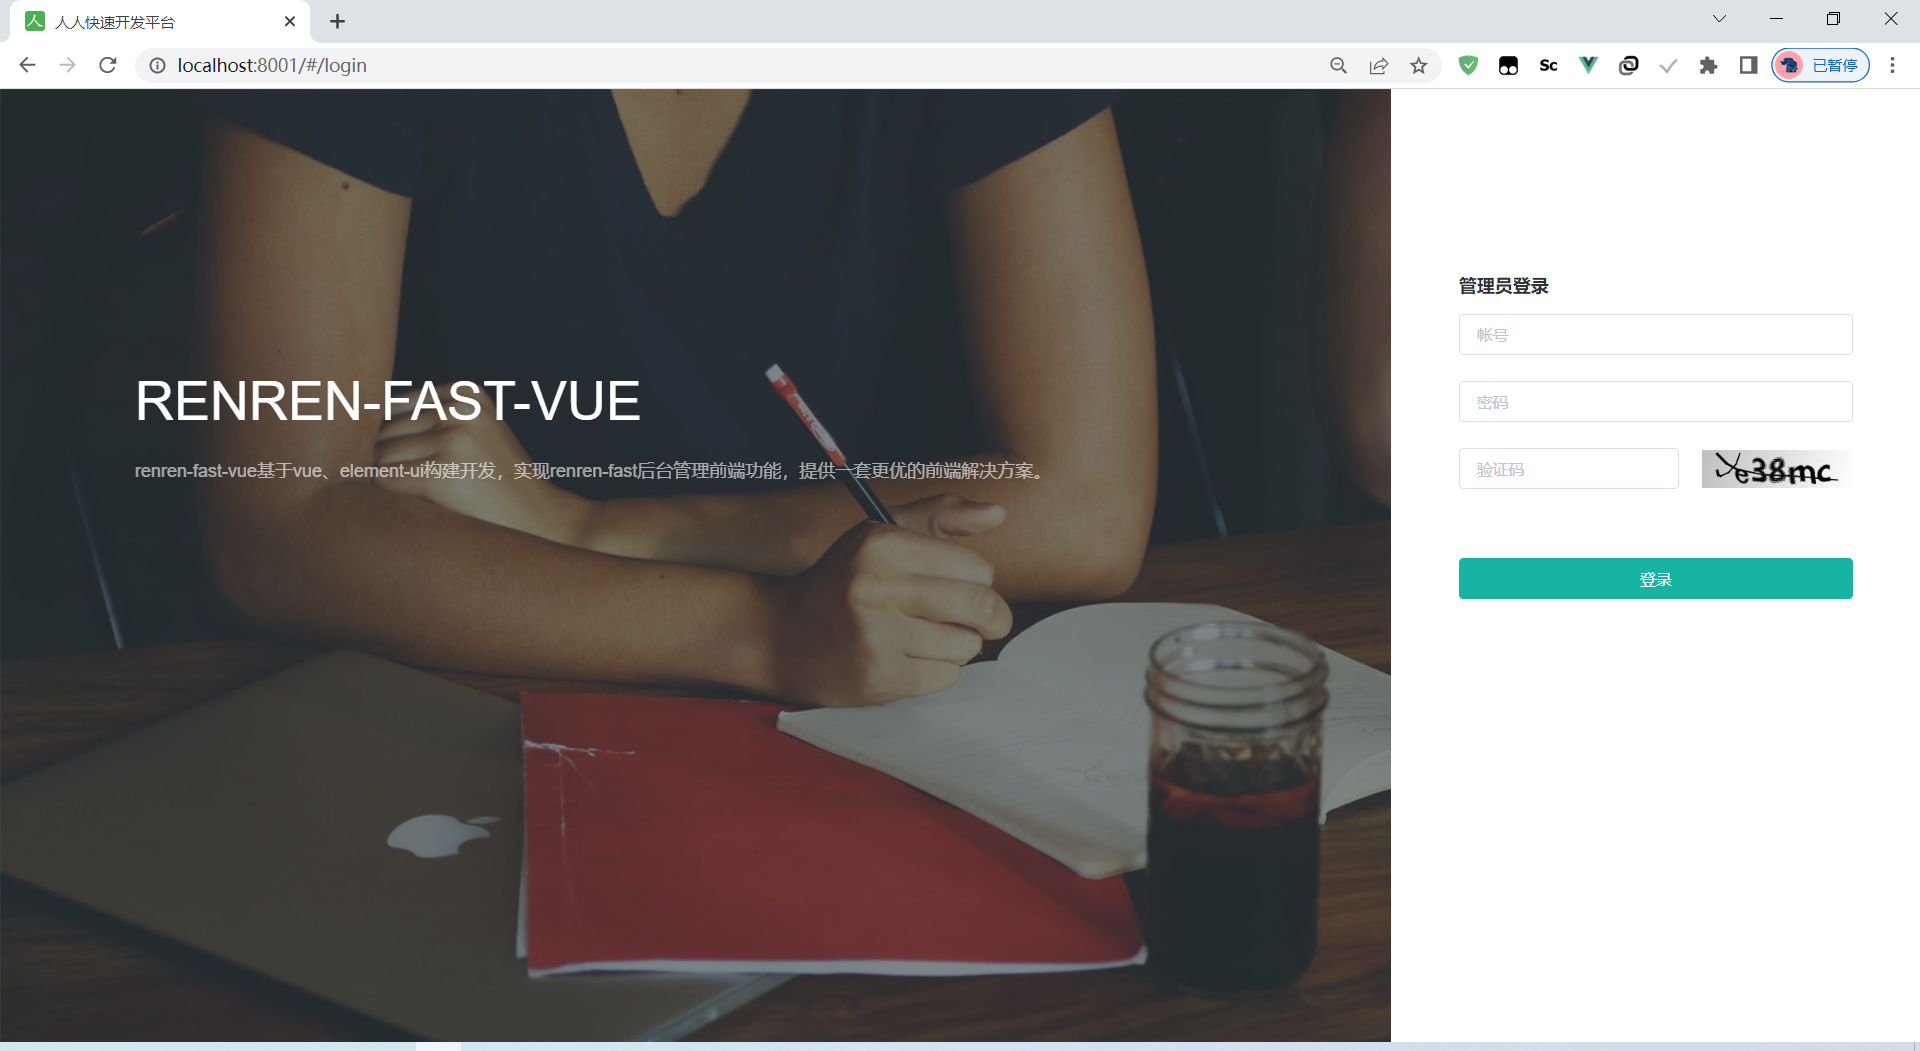 人人快速开发平台
localhost:8001/#/login
Sc
已暂停
RENREN-FAST-VUE
renren-fast-vue基于vue、element-ui构建开发，实现renren-fast后台管理前端功能，提供一套更优的前端解决方案。
管理员登录
帐号
密码
验证码
Ye38mc
登录